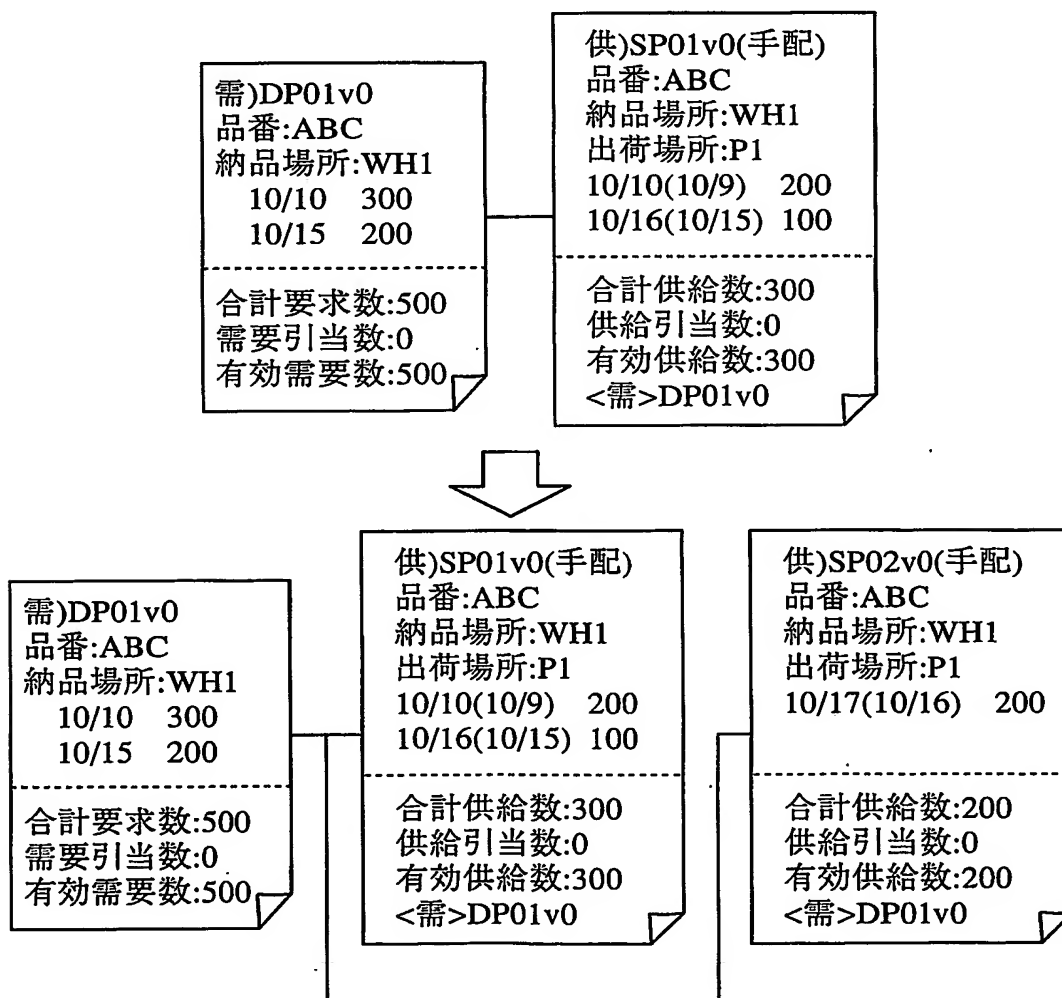 需)DP01v0
品番:ABC
納品場所:WH1
10/10 300
10/15 200
合計要求数:500
需要引当数:0
有効需要数:500
供)SP01v0(手配)
品番:ABC
納品場所:WH1
出荷場所:P1
10/10(10/9) 200
10/16(10/15) 100
合計供給数:300
供給引当数:0
有効供給数:300
<需>DP01v0
需)DP01v0
品番:ABC
納品場所:WH1
10/10 300
10/15 200
合計要求数:500
需要引当数:0
有効需要数:500
供)SP01v0(手配)
品番:ABC
納品場所:WH1
出荷場所:P1
10/10(10/9) 200
10/16(10/15) 100
合計供給数:300
供給引当数:0
有効供給数:300
<需>DP01v0
供)SP02v0(手配)
品番:ABC
納品場所:WH1
出荷場所:P1
10/17(10/16) 200
合計供給数:200
供給引当数:0
有効供給数:200
<需>DP01v0